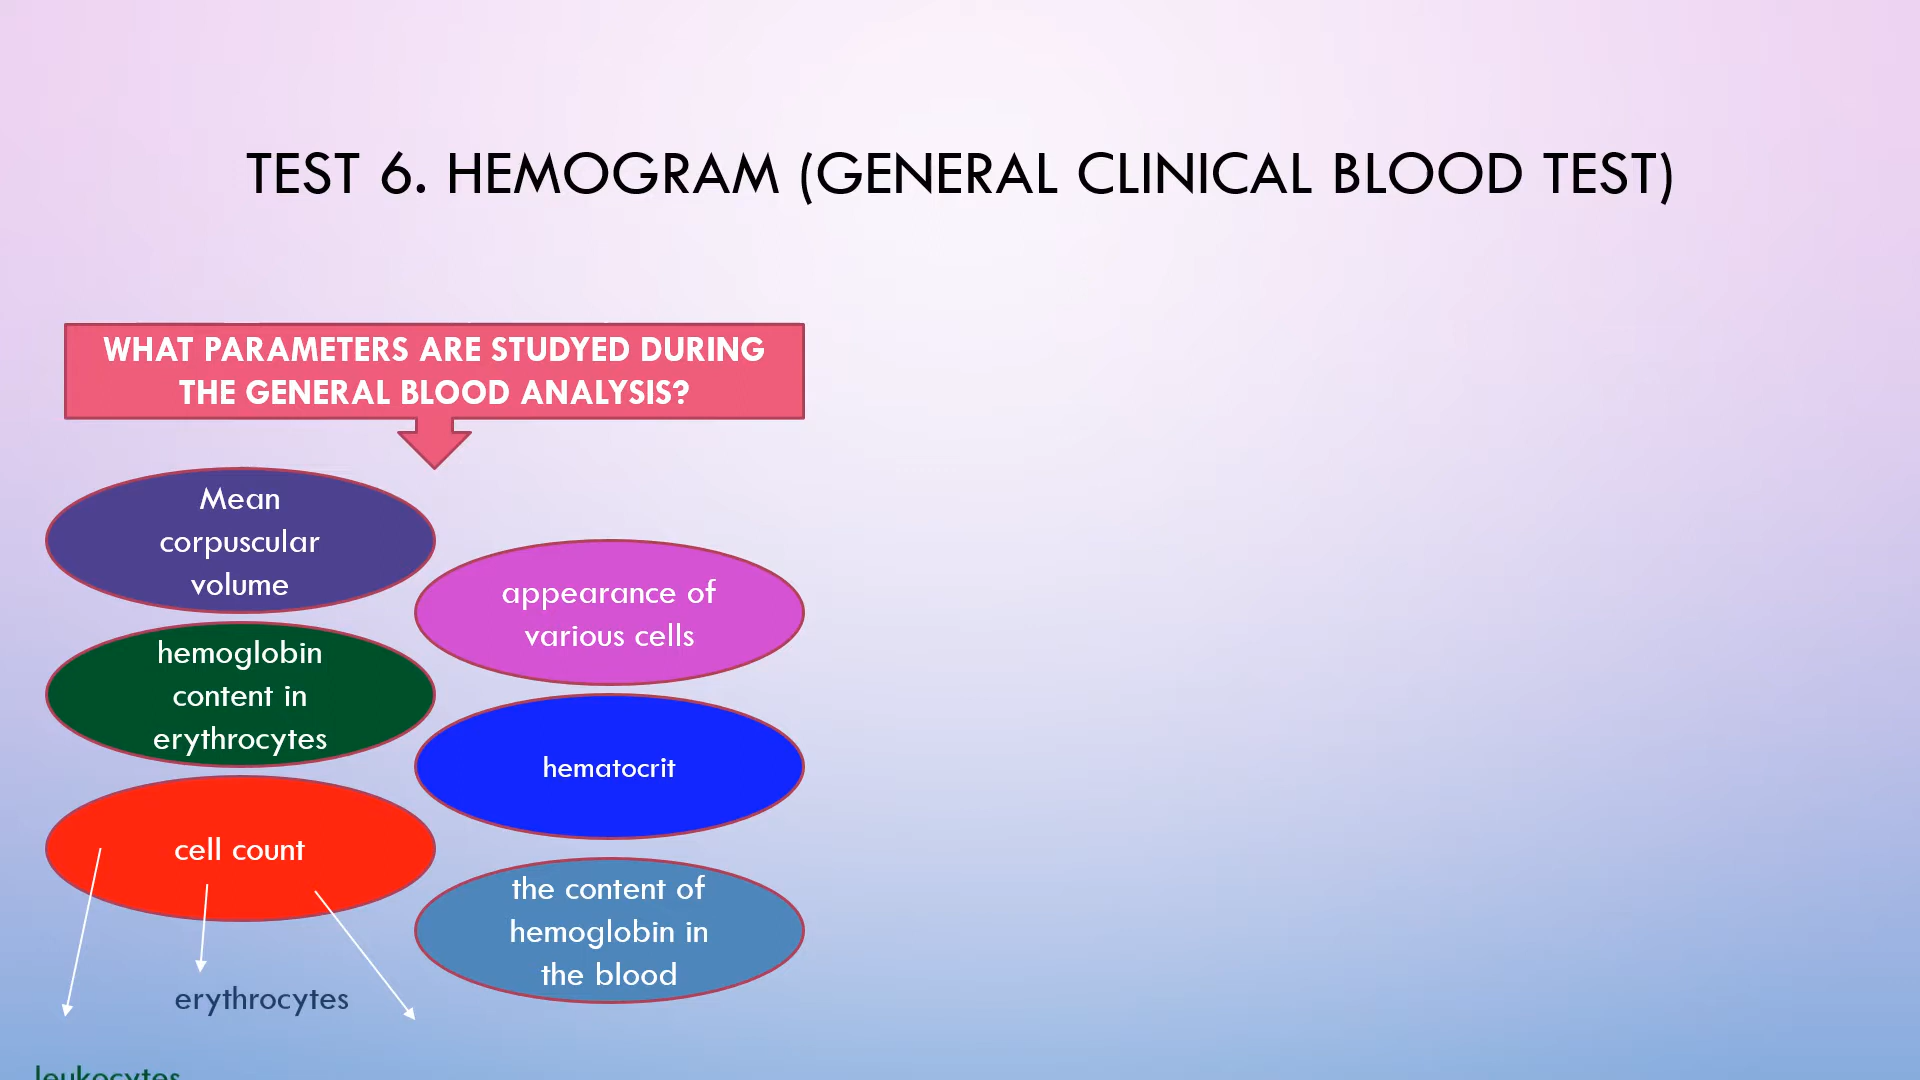 TEST 6. HEMOGRAM (GENERAL CLINICAL BLOOD TEST)
WHAT PARAMETERS ARE STUDYED DURING
THE GENERAL BLOOD ANALYSIS?
Mean
corpuscular
volume
appearance of
various cells
hemoglobin
content in
erythrocytes
hematocrit
cell count
the content of
hemoglobin in
the blood
erythrocytes
leukocytes